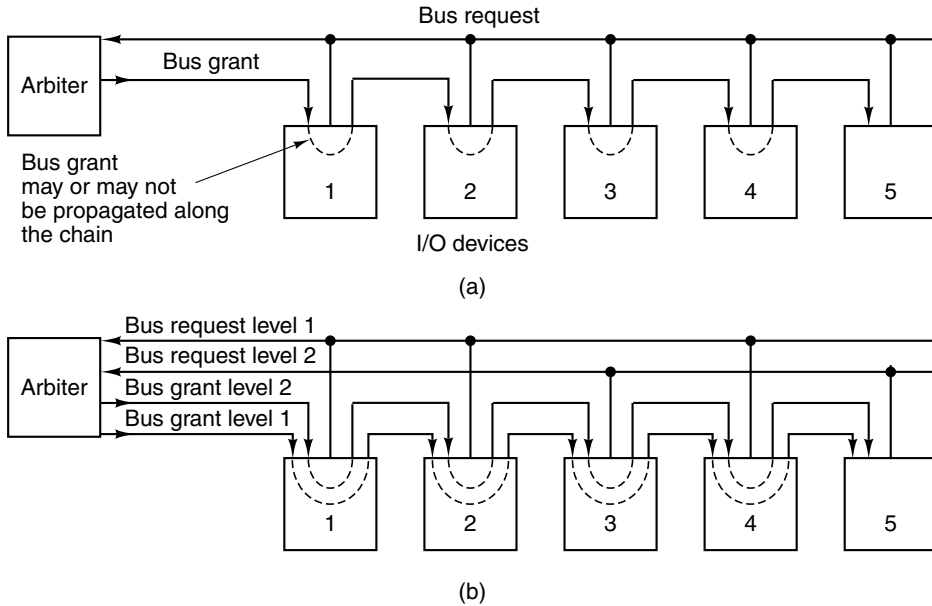 Bus request
Bus grant
Arbiter
Bus grant
may or may not
be propagated along
the chain
1
2
3
4
5
I/O devices
(a)
Bus request level 1
Bus request level 2
Arbiter
Bus grant level 2
Bus grant level 1
1
2
3
4
5
(b)